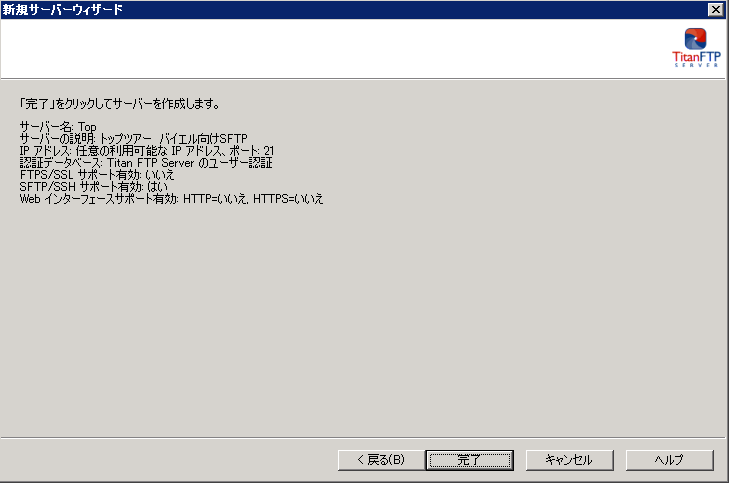 新規サーバーウィザード
TitanFTP
SERVER
「完了」をクリックしてサーバーを作成します。
サーバー名: Top
サーバーの説明: トップツアー　バイエル向けSFTP
IP アドレス: 任意の利用可能な IP アドレス、ポート: 21
認証データベース: Titan FTP Server のユーザー認証
FTPS/SSL サポート有効: いいえ
SFTP/SSH サポート有効: はい
Web インターフェースサポート有効: HTTP=いいえ, HTTPS=いいえ
< 戻る(B)
完了
キャンセル
ヘルプ